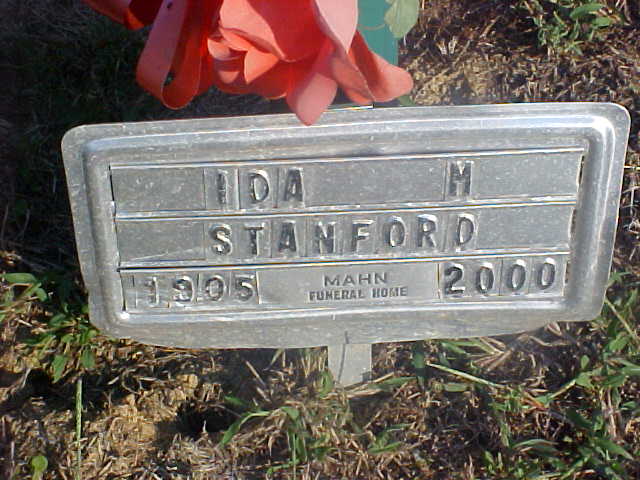 IDA M
STANFORD
1905 MAHN FUNERAL HOME 2000